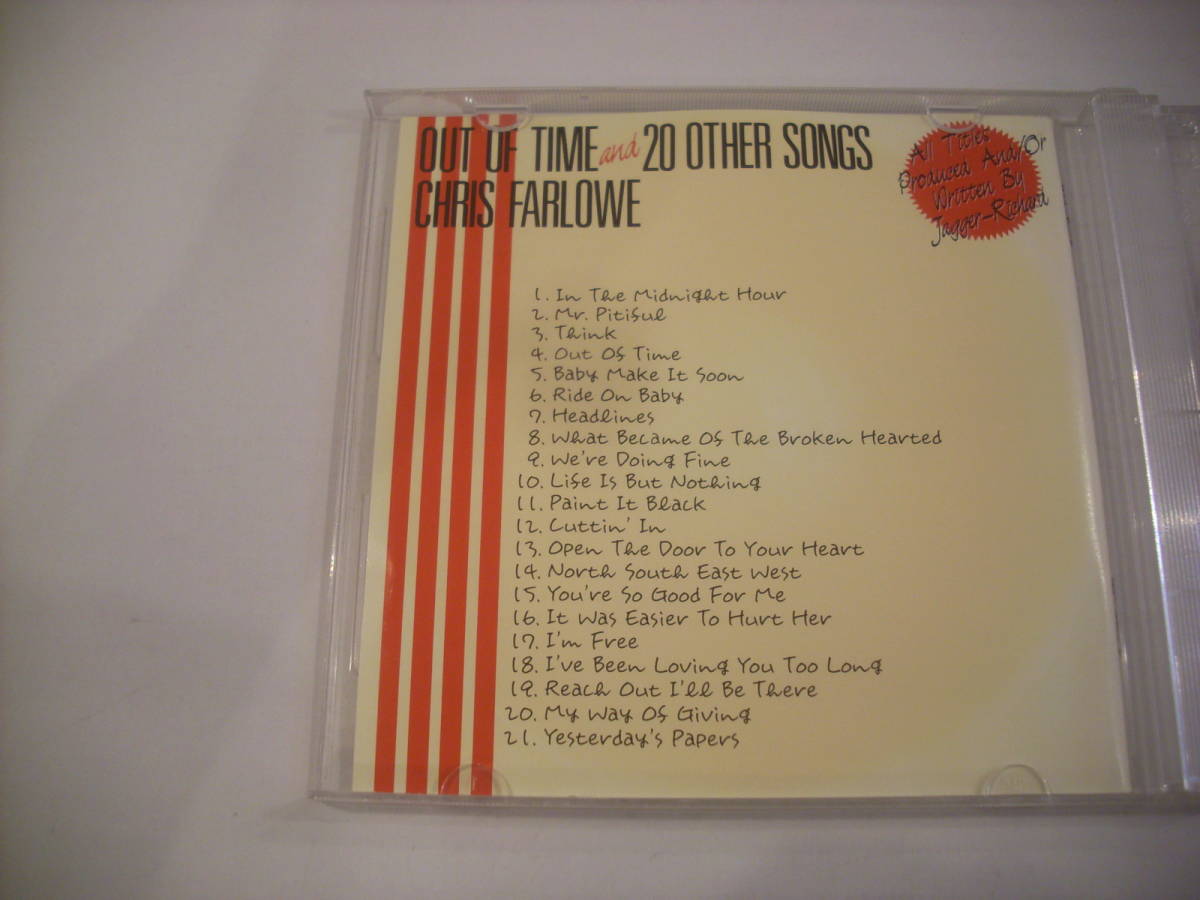 OUT OF TIME and 20 OTHER SONGS
CHRIS FARLOWE
All Titles
Produced And/Or
Written By
Jagger-Richard
1. In The Midnight Hour
2. Mr. Pitiful
3. Think
4. Out Of Time
5. Baby Make It Soon
6. Ride On Baby
7. Headlines
8. What Became Of The Broken Hearted
9. We're Doing Fine
10. Life Is But Nothing
11. Paint It Black
12. Cuttin' In
13. Open The Door To Your Heart
14. North South East West
15. You're So Good For Me
16. It Was Easier To Hurt Her
17. I'm Free
18. I've Been Loving You Too Long
19. Reach Out I'll Be There
20. My Way Of Giving
21. Yesterday's Papers